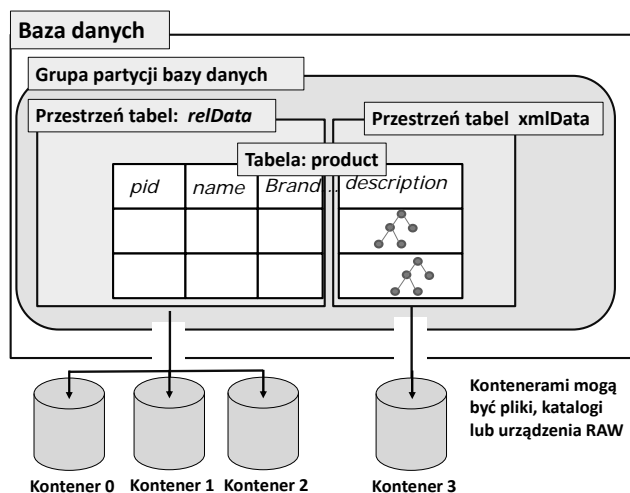 Baza danych
Grupa partycji bazy danych
Przestrzeń tabel: relData
Przestrzeń tabel xmlData
Tabela: product
pid name Brand... description
Kontenerami mogą
być pliki, katalogi
lub urządzenia RAW
Kontener 0 Kontener 1 Kontener 2 Kontener 3